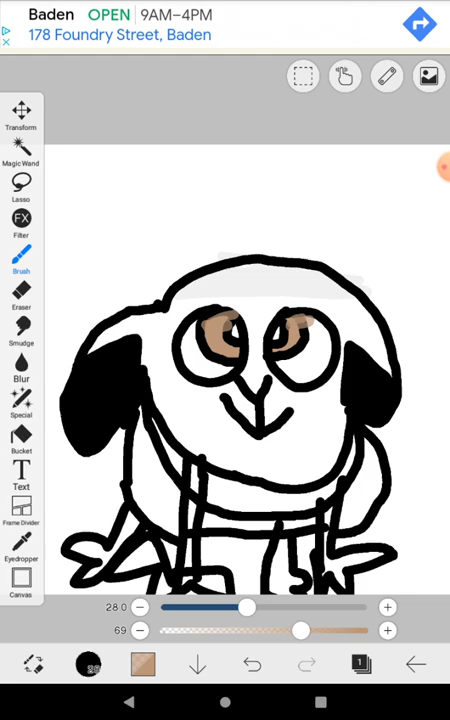 Baden OPEN 9AM–4PM
178 Foundry Street, Baden
Transform
Magic Wand
Lasso
FX
Filter
Brush
Eraser
Smudge
Blur
Special
Bucket
T
Text
Frame Divider
Eyedropper
Canvas
28.0
69
1